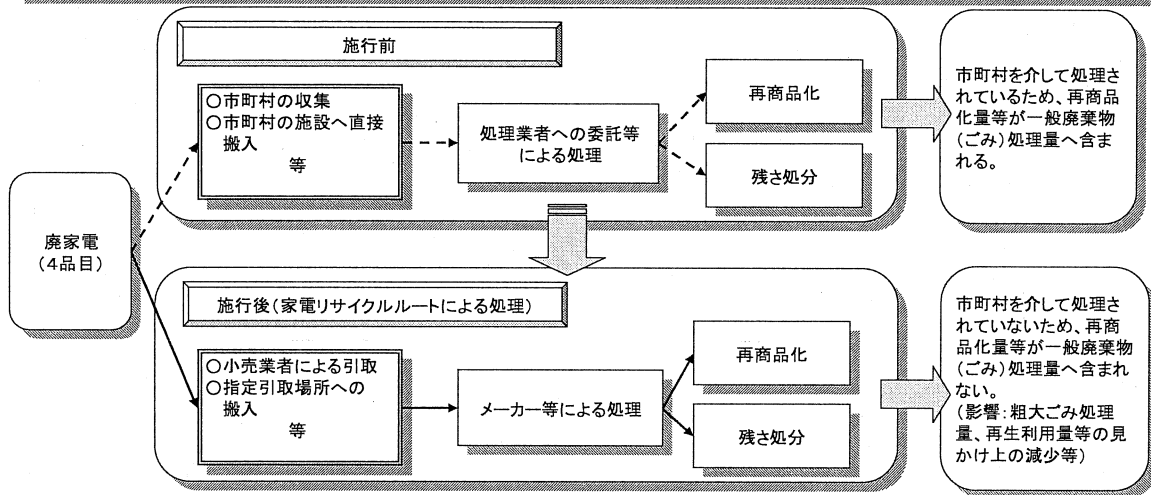 施行前
○市町村の収集
○市町村の施設へ直接
搬入
等
処理業者への委託等
による処理
再商品化
残さ処分
市町村を介して処理さ
れているため、再商品
化量等が一般廃棄物
(ごみ)処理量へ含ま
れる。
廃家電
(4品目)
施行後(家電リサイクルルートによる処理)
○小売業者による引取
○指定引取場所への
搬入
等
メーカー等による処理
再商品化
残さ処分
市町村を介して処理さ
れていないため、再商
品化量等が一般廃棄物
(ごみ)処理量へ含まれ
ない。
(影響:粗大ごみ処理
量、再生利用量等の見
かけ上の減少等)